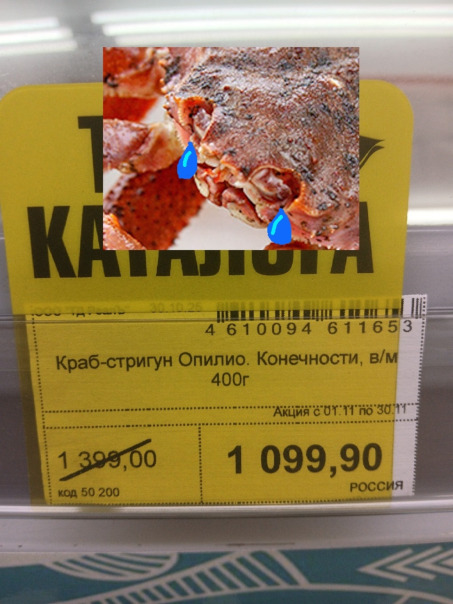 КАТАЛОГА
30.10.25
4 610094 611653
Краб-стригун Опилио. Конечности, в/м
400г
Акция с 01.11 по 30.11
1 399,00
1 099,90
код 50 200
РОССИЯ